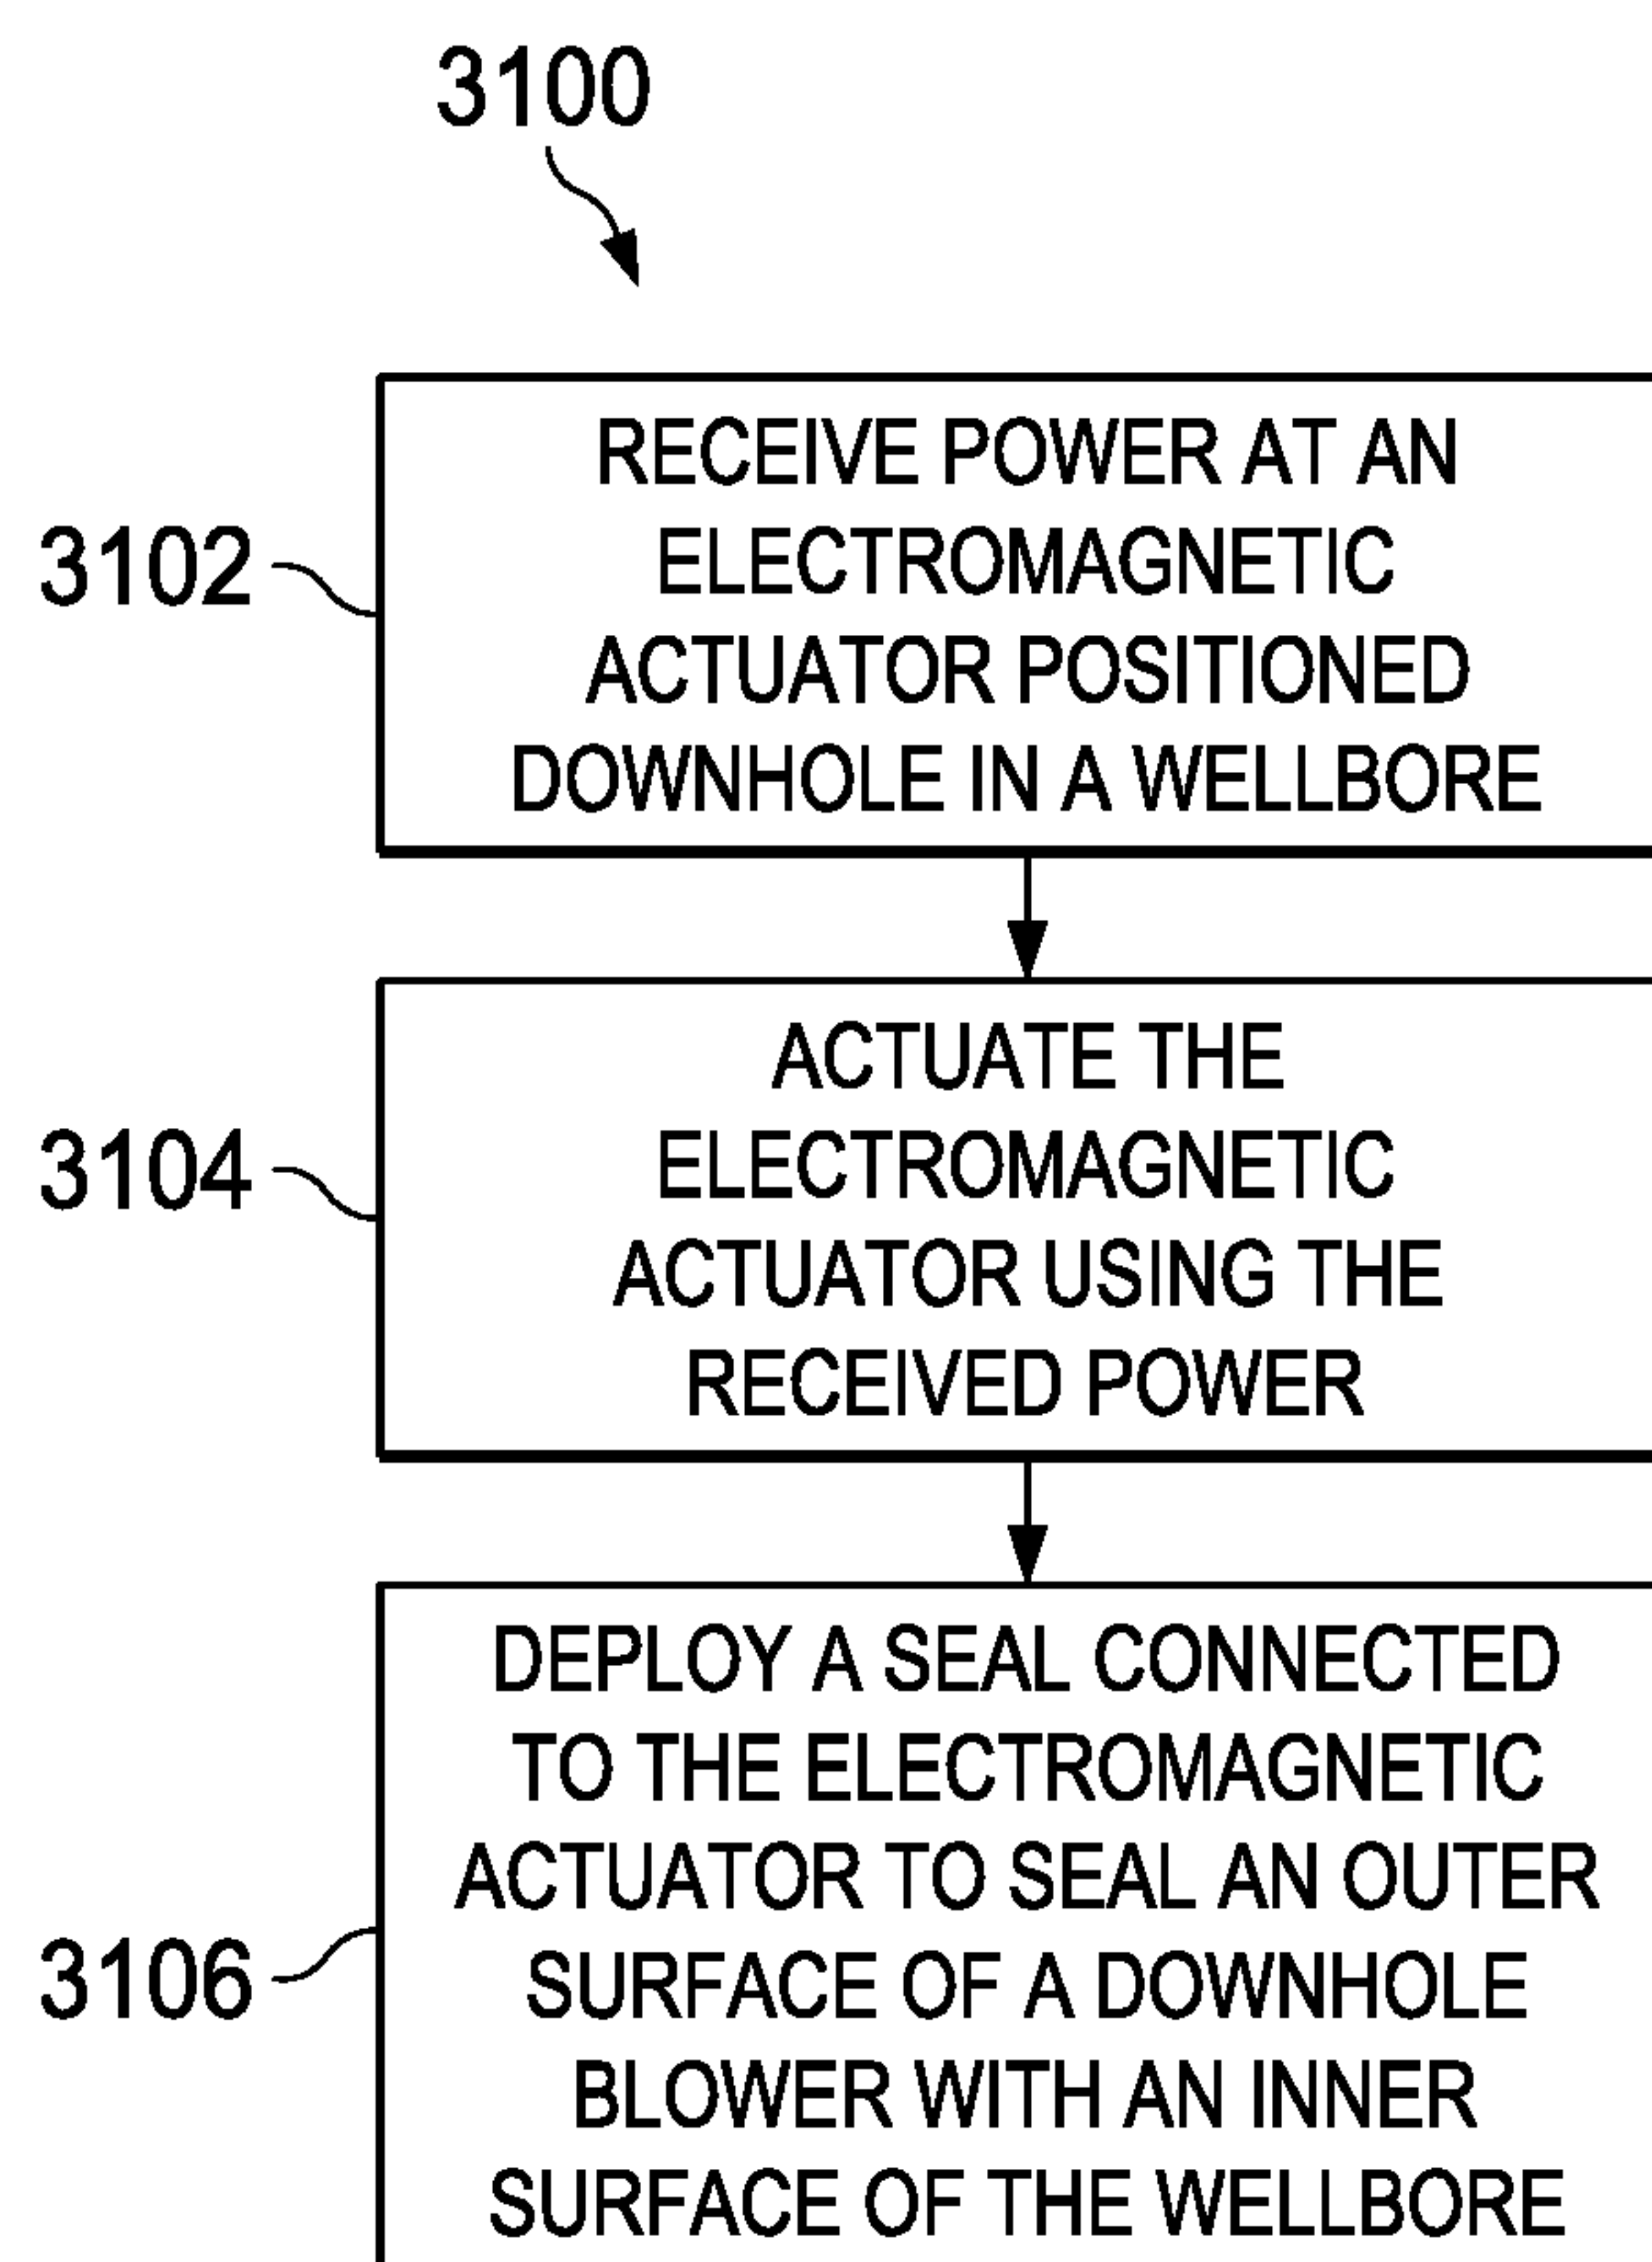 3100
3102
RECEIVE POWER AT AN
ELECTROMAGNETIC
ACTUATOR POSITIONED
DOWNHOLE IN A WELLBORE
3104
ACTUATE THE
ELECTROMAGNETIC
ACTUATOR USING THE
RECEIVED POWER
3106
DEPLOY A SEAL CONNECTED
TO THE ELECTROMAGNETIC
ACTUATOR TO SEAL AN OUTER
SURFACE OF A DOWNHOLE
BLOWER WITH AN INNER
SURFACE OF THE WELLBORE